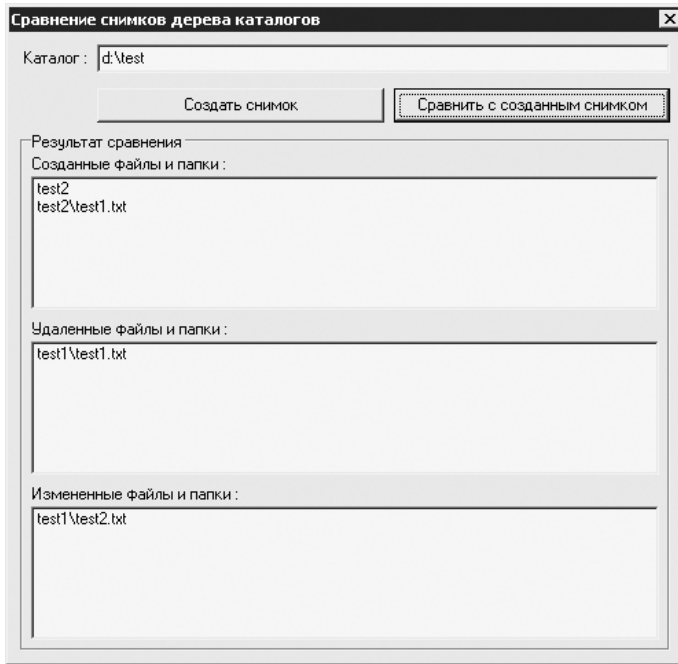 Сравнение снимков дерева каталогов
Каталог : d:\test
Создать снимок Сравнить с созданным снимком
Результат сравнения
Созданные файлы и папки :
test2
test2\test1.txt
Удаленные файлы и папки :
test1\test1.txt
Измененные файлы и папки :
test1\test2.txt